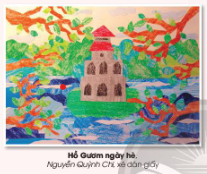 Hồ Gươm ngày hè,
Nguyễn Quỳnh Chi, xé dán giấy